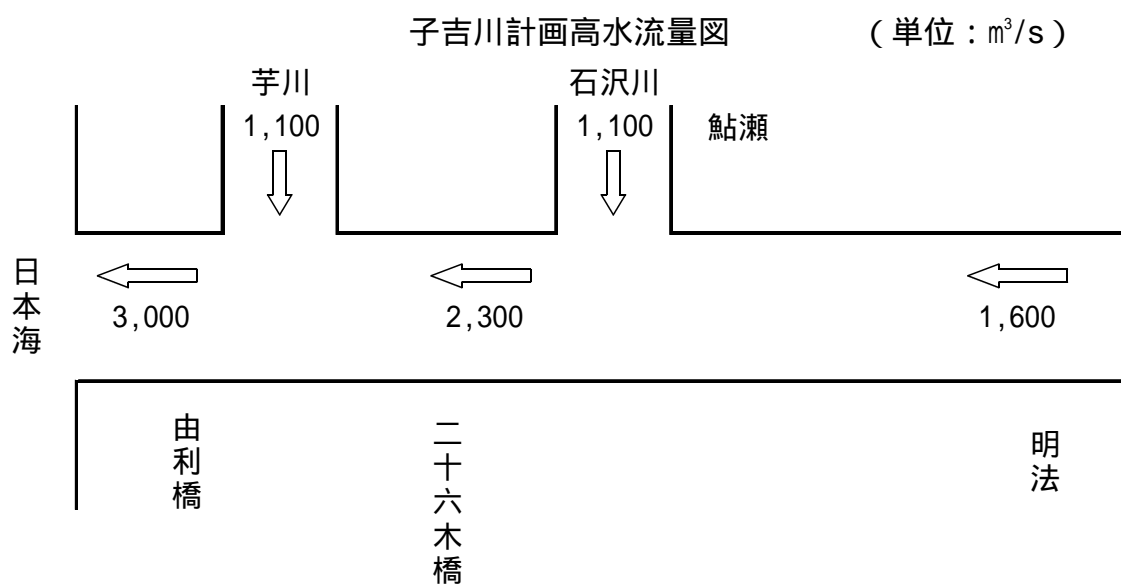 子吉川計画高水流量図 (単位：m³/s)
芋川
石沢川
1,100
1,100
鮎瀬
日本海
3,000
2,300
1,600
由利橋
二十六木橋
明法